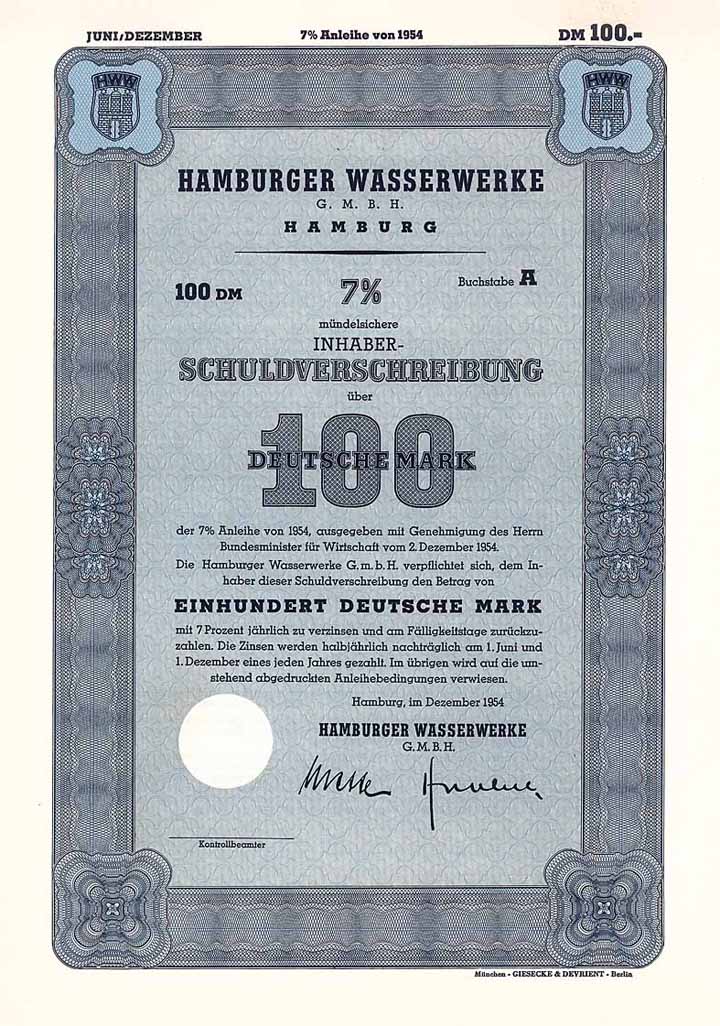 JUNI/DEZEMBER 7% Anleihe von 1954 DM 100.=
HWW HWW
HAMBURGER WASSERWERKE
G. M. B. H.
HAMBURG
100 DM 7% Buchstabe A
mündelsichere
INHABER-
SCHULDVERSCHREIBUNG
über
100
DEUTSCHE MARK
der 7% Anleihe von 1954, ausgegeben mit Genehmigung des Herrn
Bundesminister für Wirtschaft vom 2. Dezember 1954.
Die Hamburger Wasserwerke G.m.b.H. verpflichtet sich, dem In-
haber dieser Schuldverschreibung den Betrag von
EINHUNDERT DEUTSCHE MARK
mit 7 Prozent jährlich zu verzinsen und am Fälligkeitstage zurückzu-
zahlen. Die Zinsen werden halbjährlich nachträglich am 1. Juni und
1. Dezember eines jeden Jahres gezahlt. Im übrigen wird auf die um-
stehend abgedruckten Anleihebedingungen verwiesen.
Hamburg, im Dezember 1954
HAMBURGER WASSERWERKE
G.M.B.H.
Kontrollbeamter
München - GIESECKE & DEVRIENT - Berlin